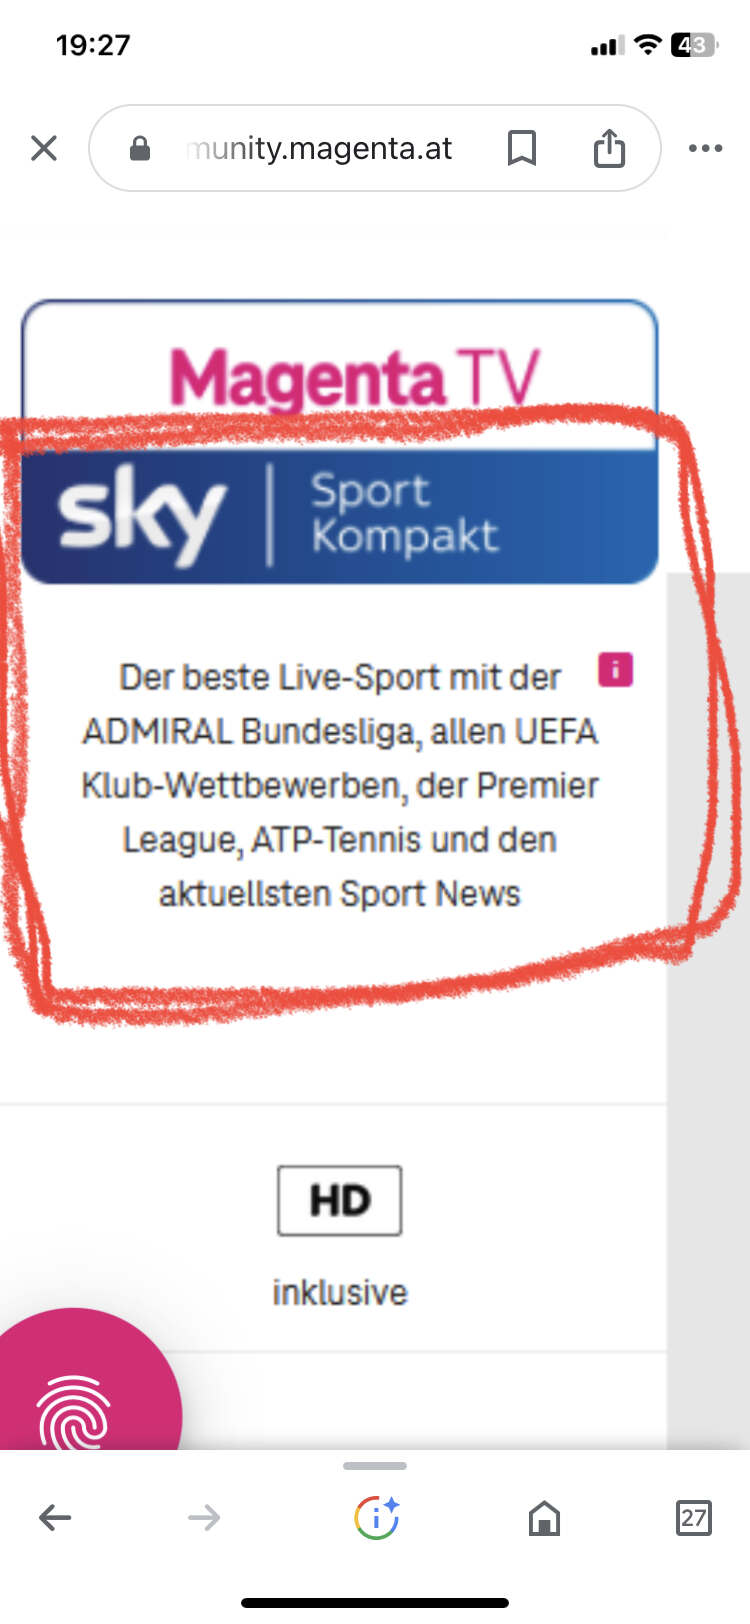 19:27
43
munity.magenta.at
Magenta TV
sky
Sport
Kompakt
Der beste Live-Sport mit der
i
ADMIRAL Bundesliga, allen UEFA
Klub-Wettbewerben, der Premier
League, ATP-Tennis und den
aktuellsten Sport News
HD
inklusive
i
27